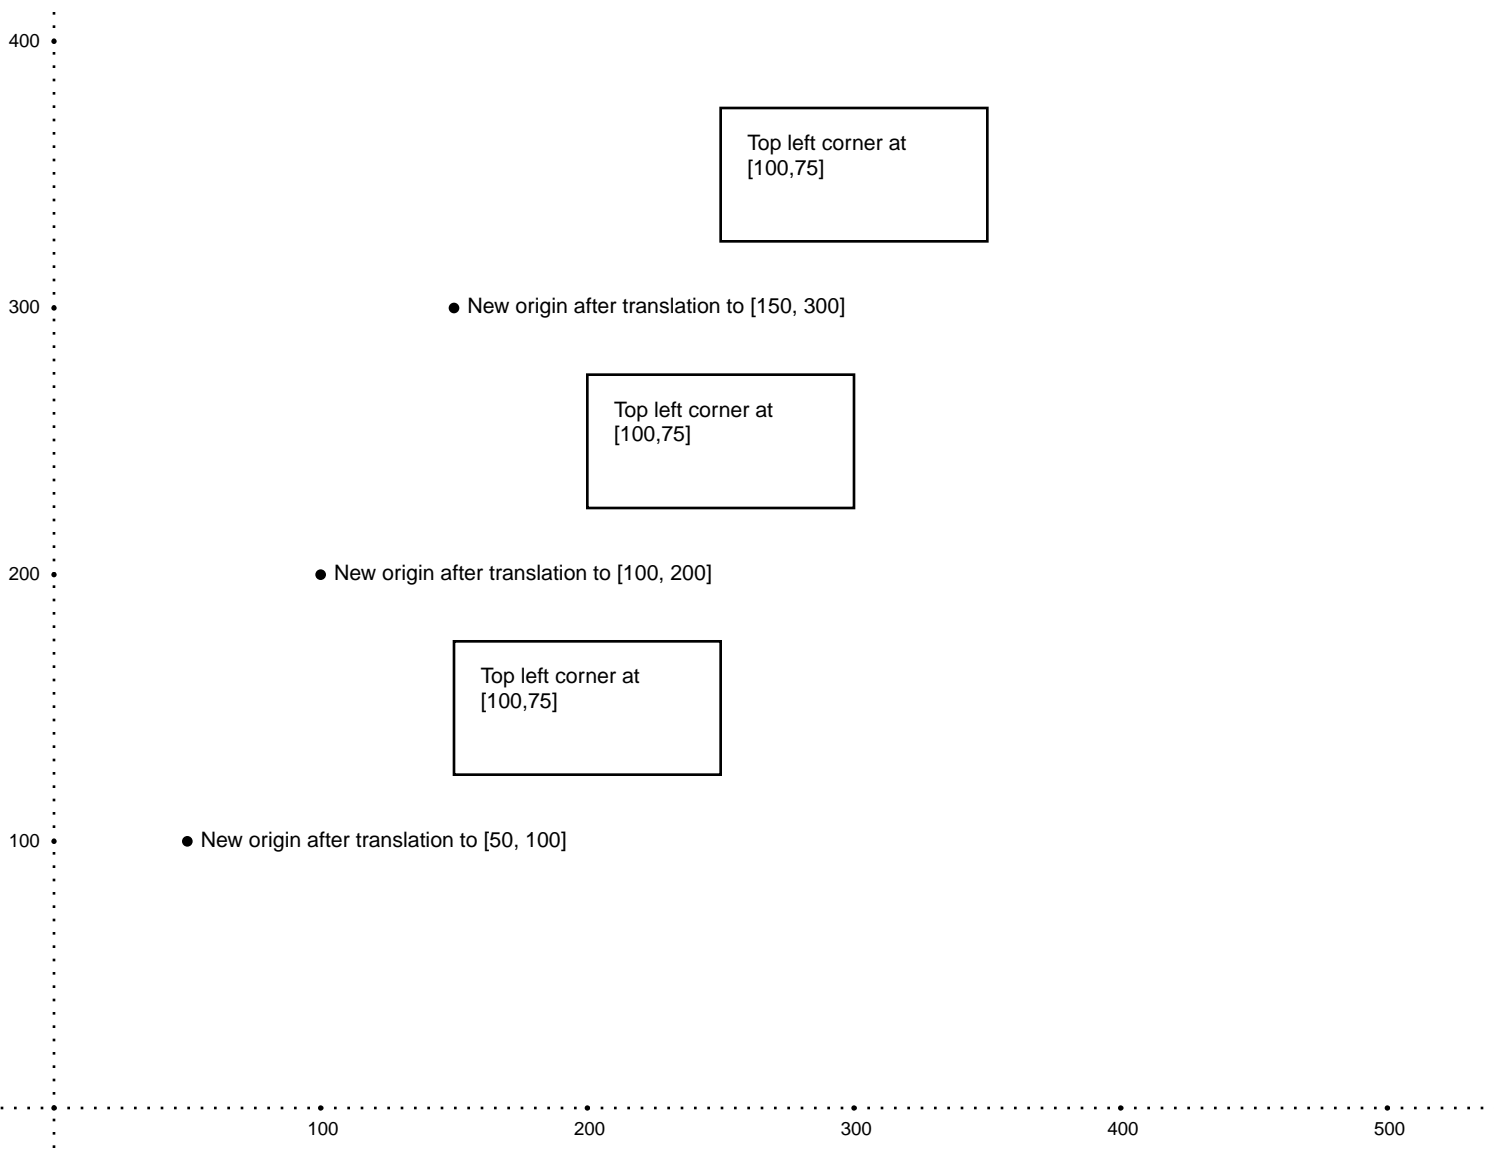 400
Top left corner at
[100,75]
300
New origin after translation to [150, 300]
Top left corner at
[100,75]
200
New origin after translation to [100, 200]
Top left corner at
[100,75]
100
New origin after translation to [50, 100]
100
200
300
400
500